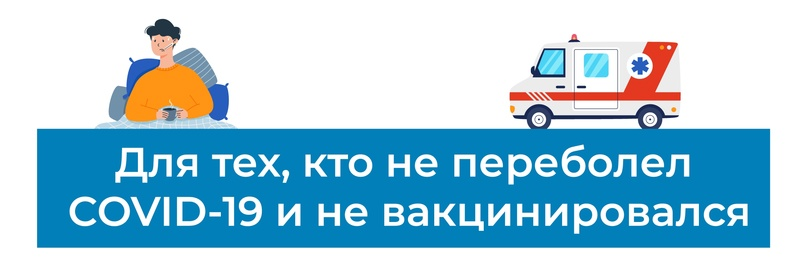 Для тех, кто не переболел
COVID-19 и не вакцинировался